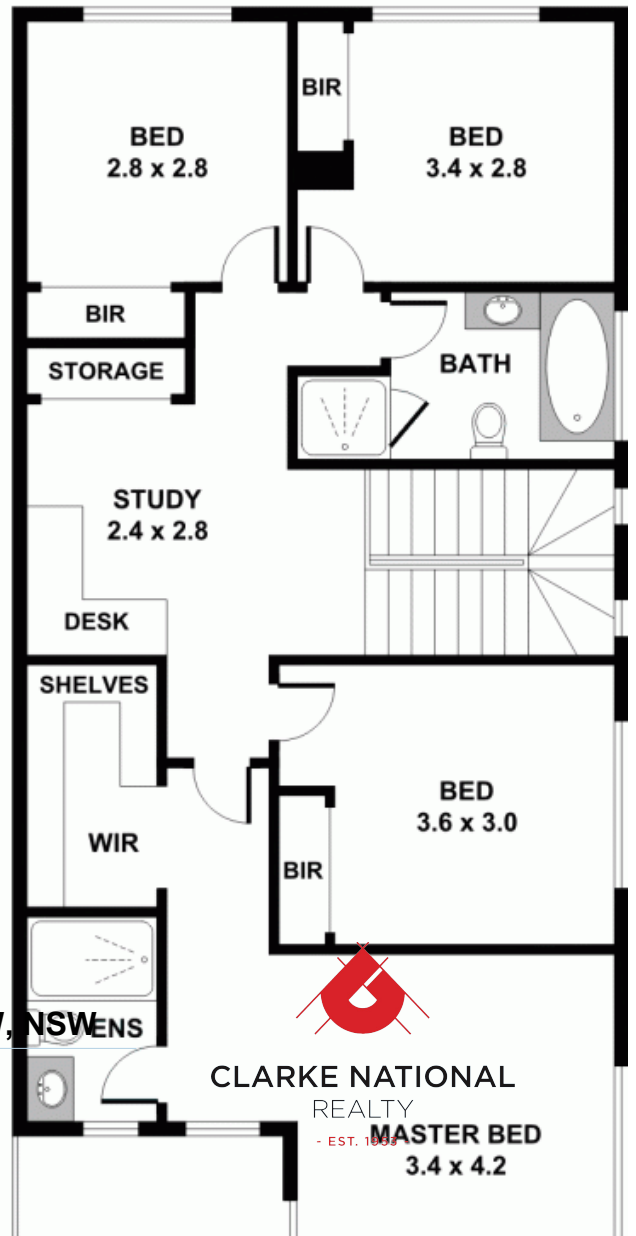 BED
2.8 x 2.8
BIR
BED
3.4 x 2.8
BIR
BATH
STORAGE
STUDY
2.4 x 2.8
DESK
SHELVES
WIR
BED
3.6 x 3.0
BIR
, NSW
ENS
CLARKE NATIONAL
REALTY
- EST. 1983 -
MASTER BED
3.4 x 4.2